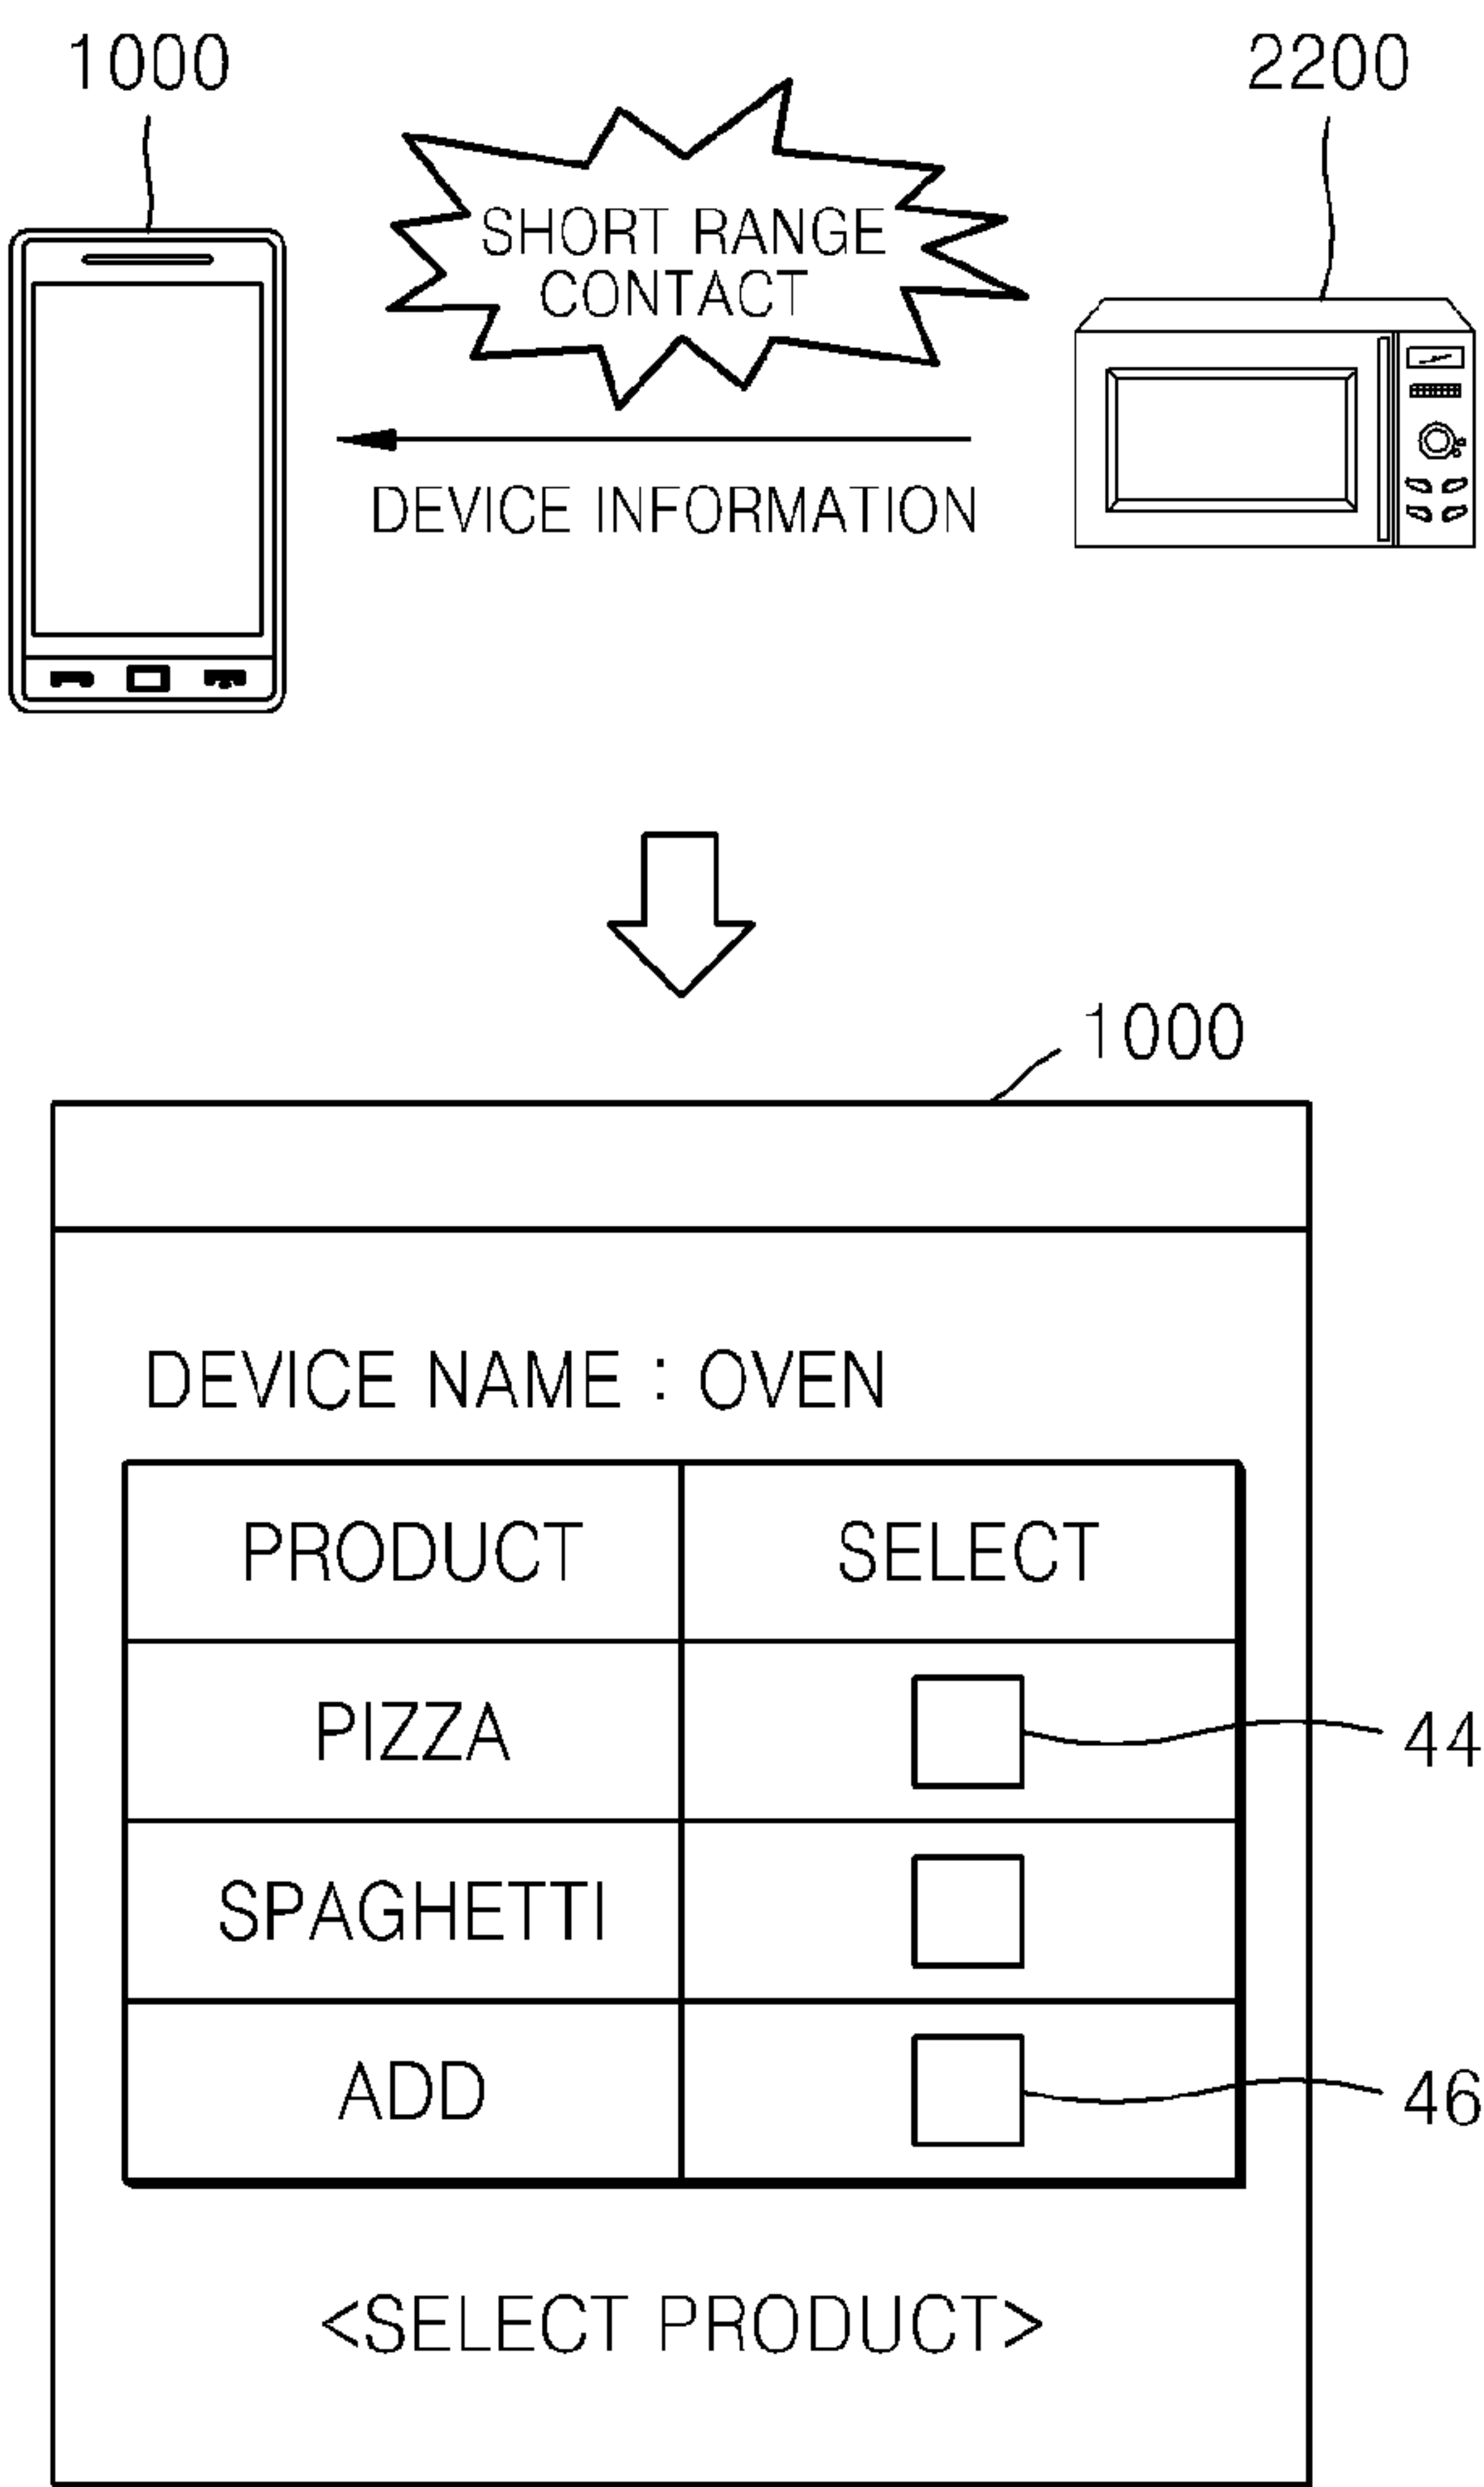 1000
2200
SHORT RANGE
CONTACT
DEVICE INFORMATION
1000
DEVICE NAME : OVEN
PRODUCT SELECT
PIZZA
44
SPAGHETTI
ADD
46
<SELECT PRODUCT>